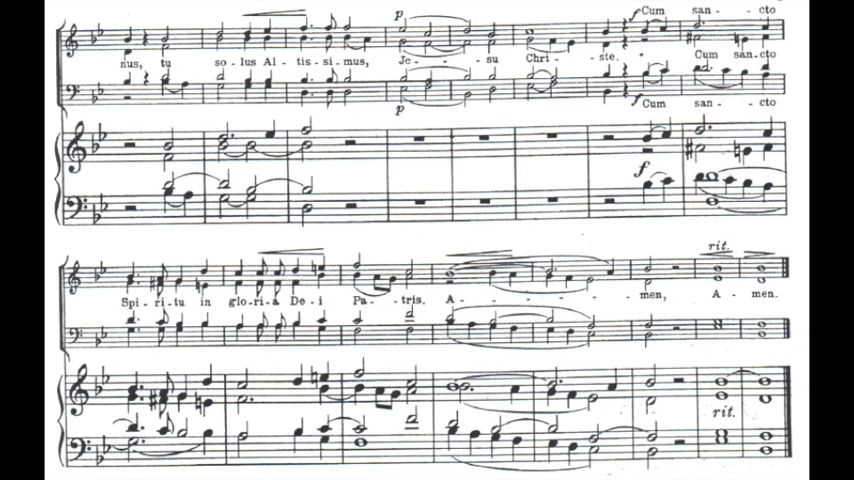 p f Cum san - - cto
nus, tu so - lus Al - tis - si - mus, Je - - su Chri - - ste. Cum san - cto
p f Cum san - - cto
f
rit.
Spi - ri - tu in glo - ri - a De - i Pa - tris. A - - - - - men, A - men.
rit.